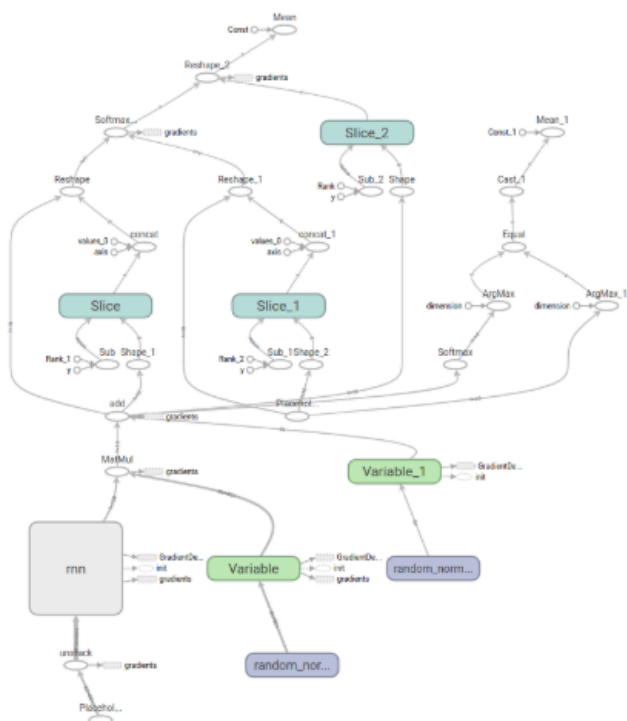 Mean
Const
Reshape_2
gradients
Softmax...
gradients
Slice_2
Mean_1
Const_1
Reshape
Reshape_1
Rank
y
Sub_2
Shape
Cast_1
values_0
axis
concat
values_0
axis
concat_1
Equal
Slice
Slice_1
dimension
ArgMax
dimension
ArgMax_1
Rank_1
y
Sub
Shape_1
Rank_2
y
Sub_1
Shape_2
Softmax
add
gradients
Placehol...
MatMul
gradients
Variable_1
GradientDe...
init
rnn
GradientDe...
init
gradients
Variable
GradientDe...
init
gradients
random_norm...
unstack
gradients
random_nor...
Placehol...